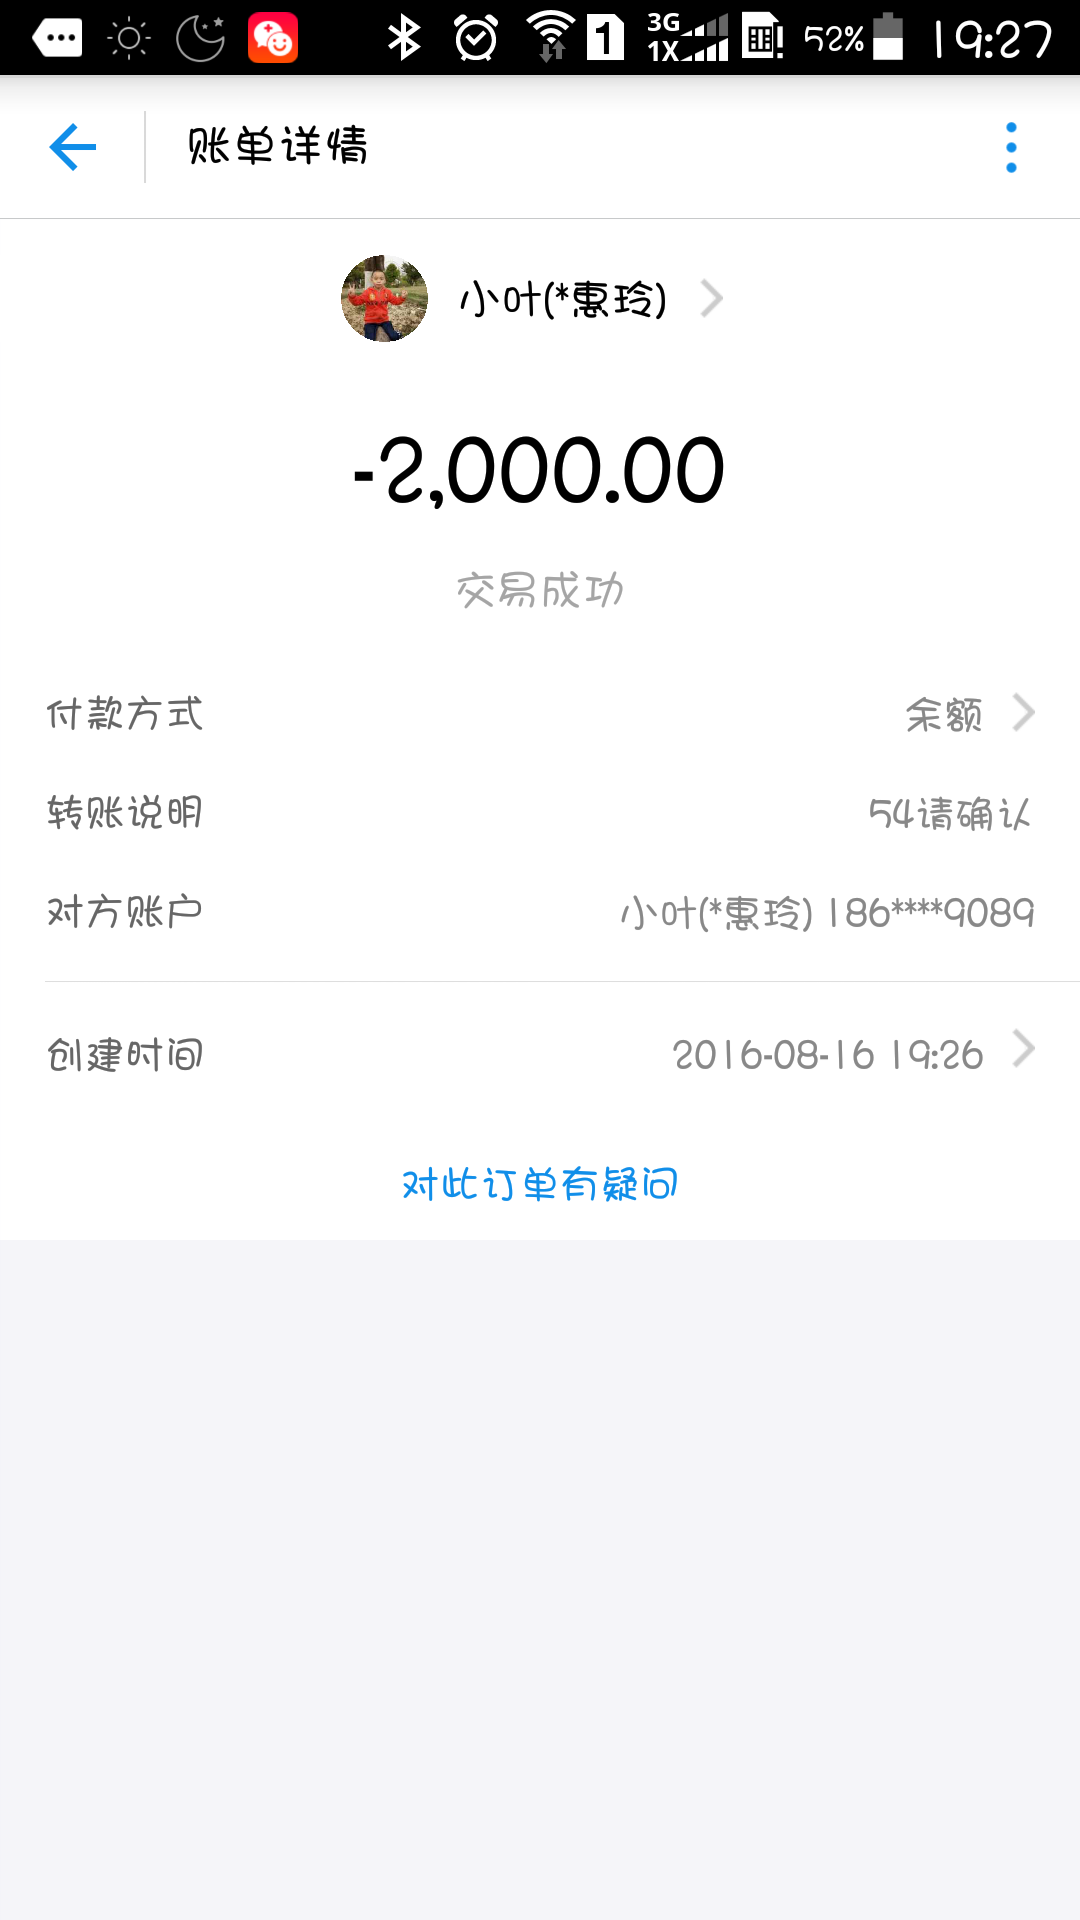 1 3G 1X 52% 19:27
账单详情
小叶(*惠玲)
-2,000.00
交易成功
付款方式 余额
转账说明 54请确认
对方账户 小叶(*惠玲) 186****9089
创建时间 2016-08-16 19:26
对此订单有疑问